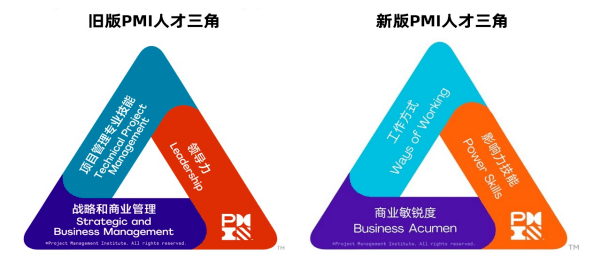 旧版PMI人才三角
项目管理专业技能
Technical Project
Management
领导力
Leadership
战略和商业管理
Strategic and
Business Management
PM
©Project Management Institute. All rights reserved.
TM
新版PMI人才三角
工作方式
Ways of Working
影响力技能
Power Skills
商业敏锐度
Business Acumen
PM
©Project Management Institute. All rights reserved.
TM